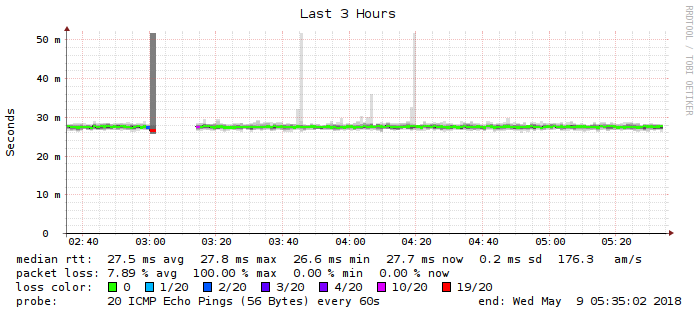 Last 3 Hours
RRDTOOL / TOBI OETIKER
Seconds
50 m
40 m
30 m
20 m
10 m
0
02:40 03:00 03:20 03:40 04:00 04:20 04:40 05:00 05:20
median rtt: 27.5 ms avg 27.8 ms max 26.6 ms min 27.7 ms now 0.2 ms sd 176.3 am/s
packet loss: 7.89 % avg 100.00 % max 0.00 % min 0.00 % now
loss color: 0 1/20 2/20 3/20 4/20 10/20 19/20
probe: 20 ICMP Echo Pings (56 Bytes) every 60s end: Wed May 9 05:35:02 2018